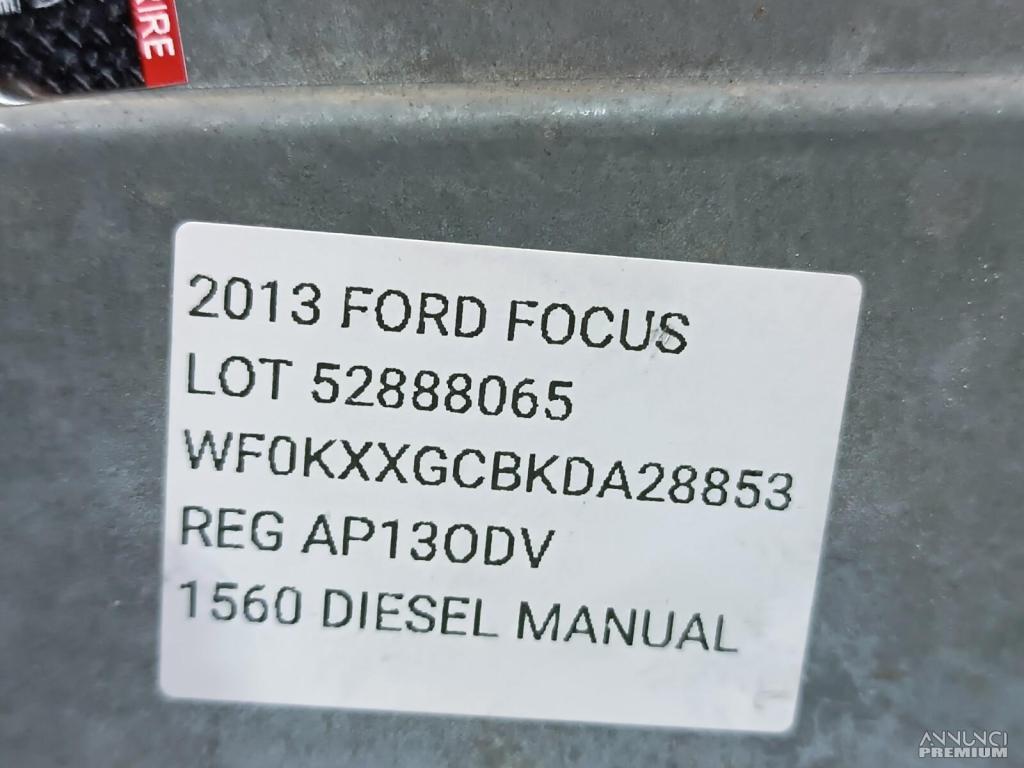 2013 FORD FOCUS
LOT 52888065
WF0KXXGCBKDA28853
REG AP13ODV
1560 DIESEL MANUAL
ANNUNCI
PREMIUM